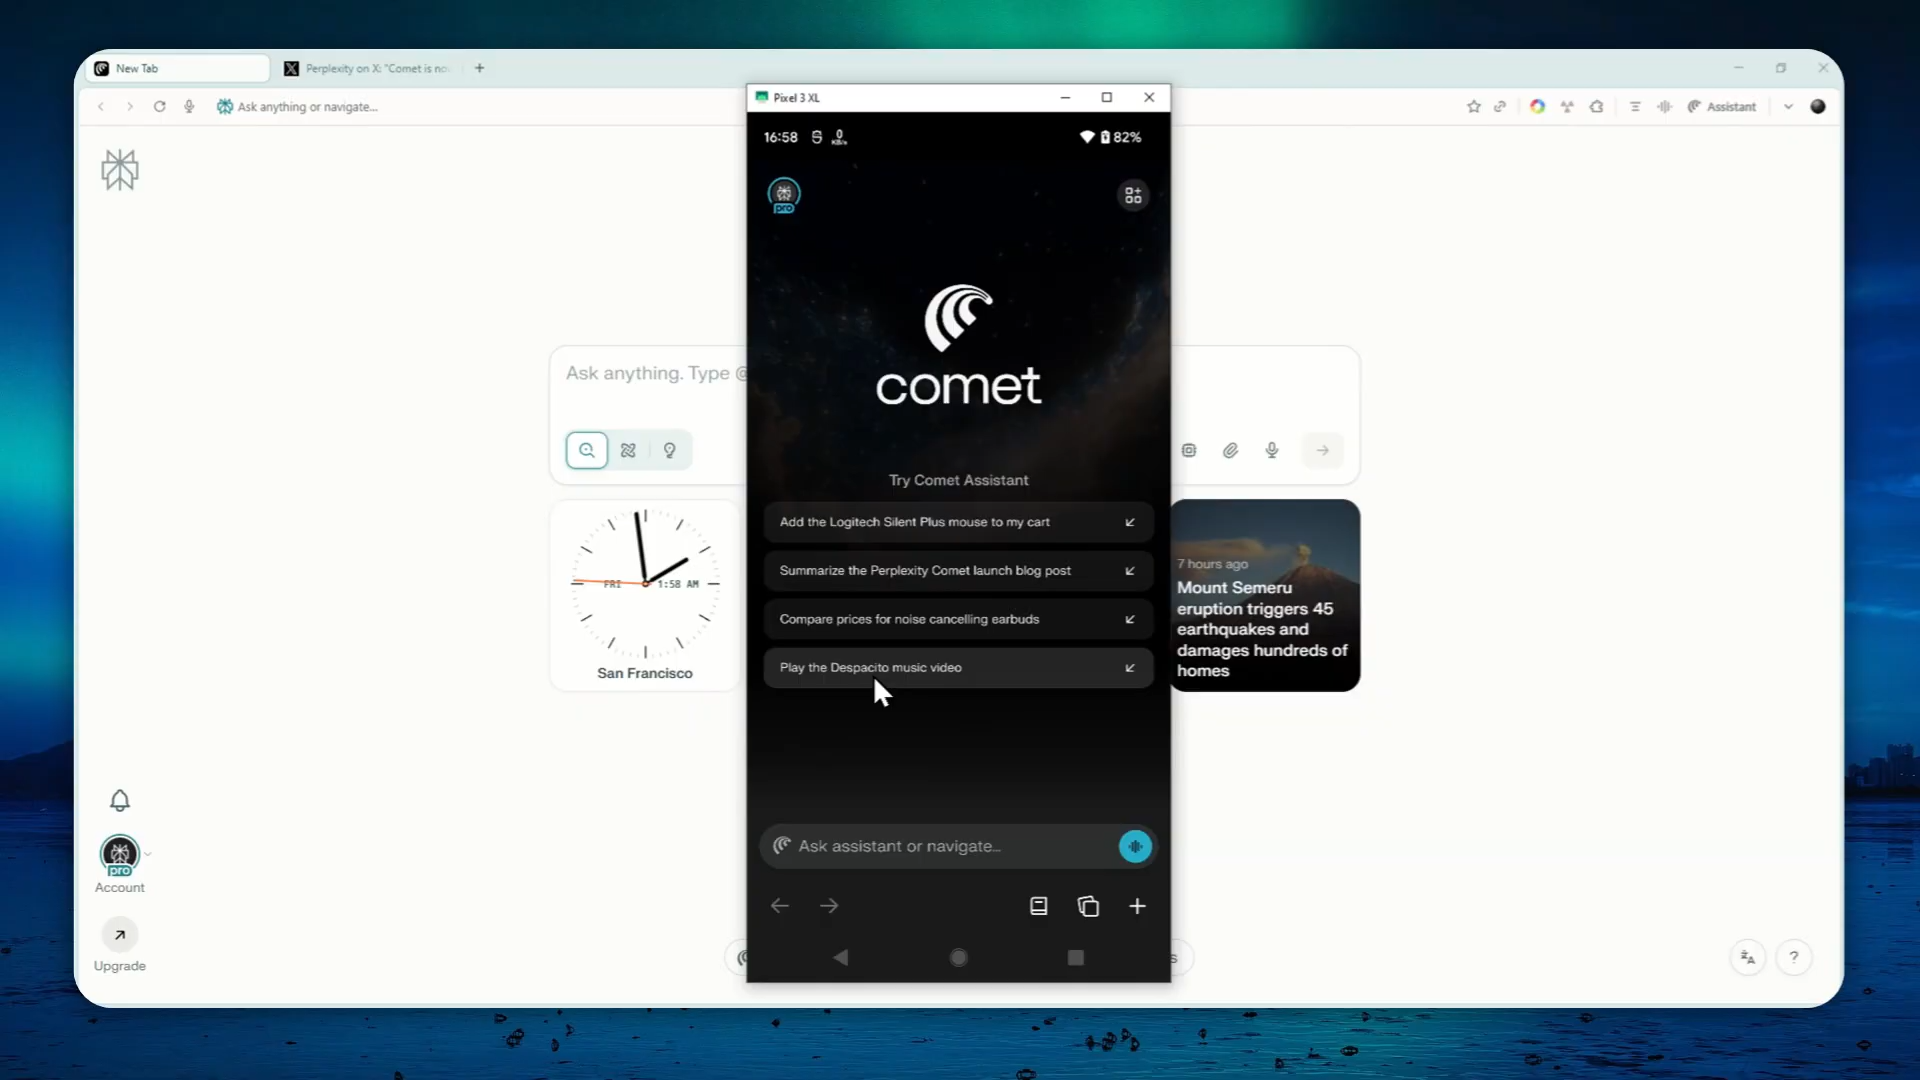 New Tab
Perplexity on X: "Comet is no
Ask anything or navigate...
Assistant
Pixel 3 XL
16:58
0
KB/s
82%
pro
comet
Ask anything. Type @
Try Comet Assistant
Add the Logitech Silent Plus mouse to my cart
Summarize the Perplexity Comet launch blog post
Compare prices for noise cancelling earbuds
Play the Despacito music video
FRI
1:58 AM
San Francisco
7 hours ago
Mount Semeru
eruption triggers 45
earthquakes and
damages hundreds of
homes
Ask assistant or navigate...
pro
Account
Upgrade
s
?